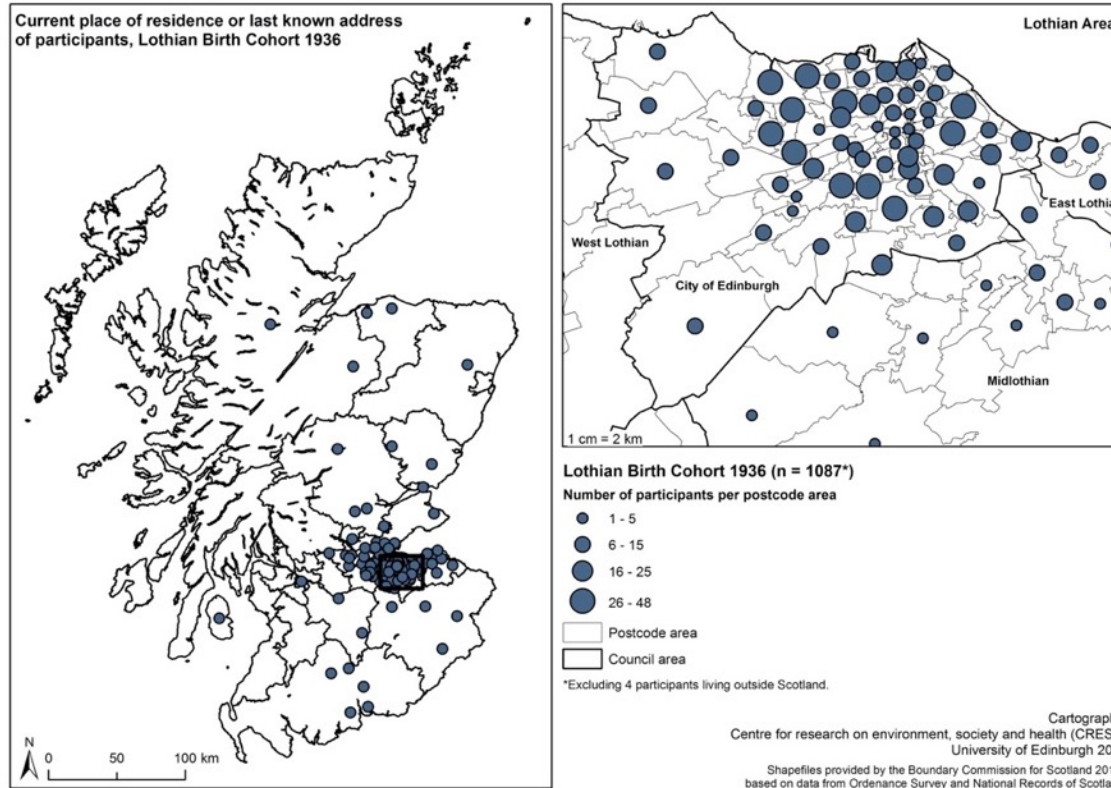 Current place of residence or last known address
of participants, Lothian Birth Cohort 1936
N
0 50 100 km
Lothian Area
West Lothian
City of Edinburgh
East Lothia
Midlothian
1 cm = 2 km
Lothian Birth Cohort 1936 (n = 1087*)
Number of participants per postcode area
1 - 5
6 - 15
16 - 25
26 - 48
Postcode area
Council area
*Excluding 4 participants living outside Scotland.
Cartograph
Centre for research on environment, society and health (CRES
University of Edinburgh 20
Shapefiles provided by the Boundary Commission for Scotland 201
based on data from Ordenance Survey and National Records of Scotla